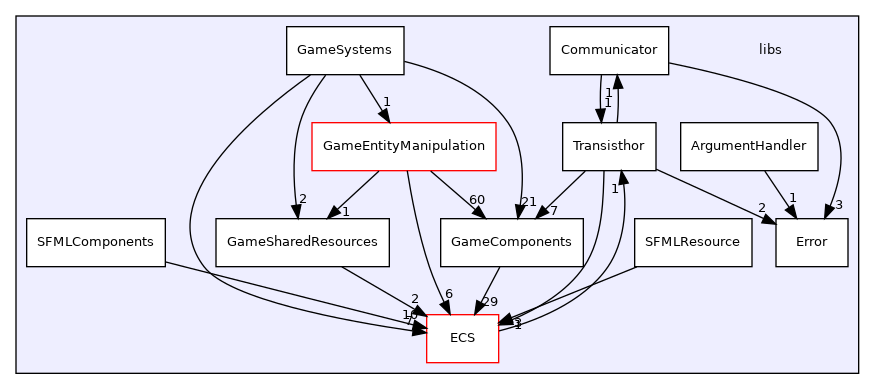 GameSystems
Communicator
libs
1
1
1
GameEntityManipulation
Transisthor
ArgumentHandler
2
1
60
21
7
1
2
1
3
SFMLComponents
GameSharedResources
GameComponents
SFMLResource
Error
2
6
29
7
ECS